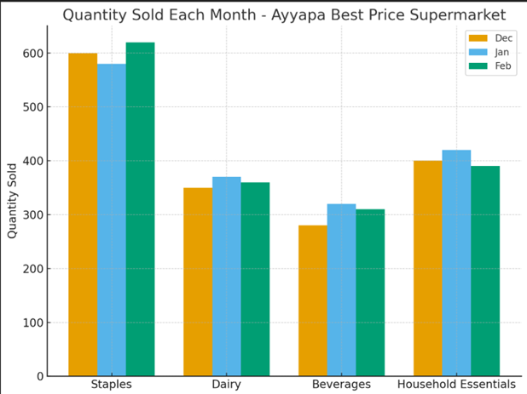 Quantity Sold Each Month - Ayyapa Best Price Supermarket
Dec
Jan
Feb
Quantity Sold
600
500
400
300
200
100
0
Staples
Dairy
Beverages
Household Essentials